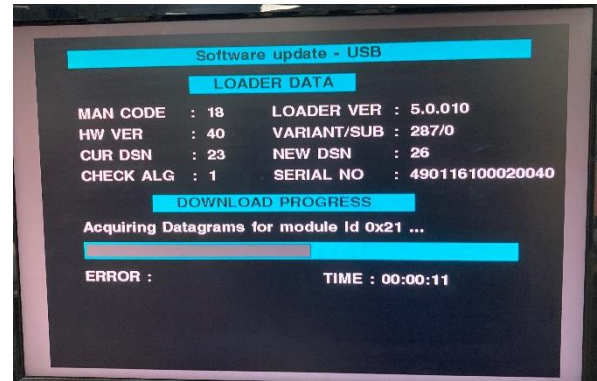 Software update - USB
LOADER DATA
MAN CODE : 18 LOADER VER : 5.0.010
HW VER : 40 VARIANT/SUB : 287/0
CUR DSN : 23 NEW DSN : 26
CHECK ALG : 1 SERIAL NO : 490116100020040
DOWNLOAD PROGRESS
Acquiring Datagrams for module Id 0x21 ...
ERROR : TIME : 00:00:11